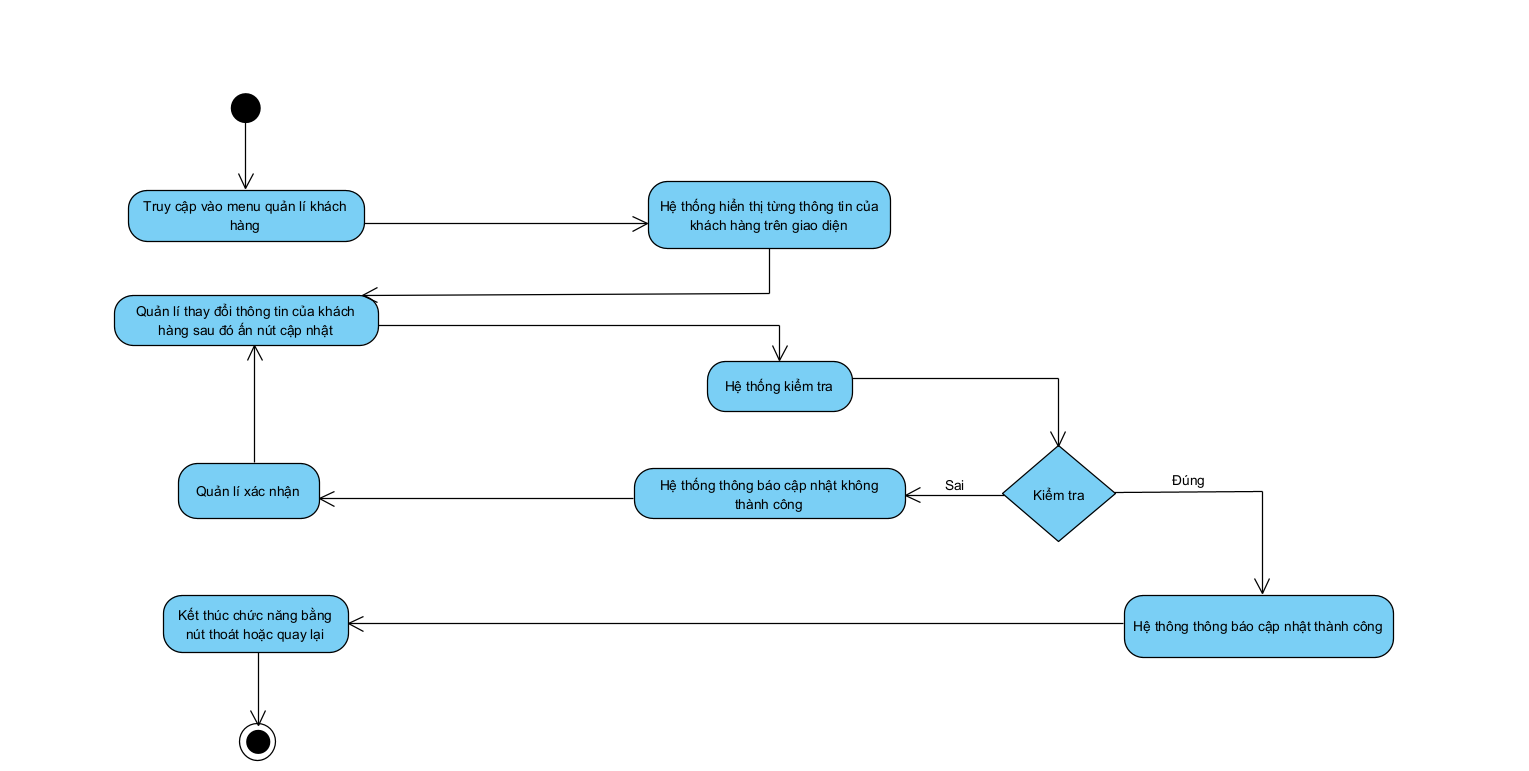 Truy cập vào menu quản lí khách
hàng
Hệ thống hiển thị từng thông tin của
khách hàng trên giao diện
Quản lí thay đổi thông tin của khách
hàng sau đó ấn nút cập nhật
Hệ thống kiểm tra
Kiểm tra
Sai
Đúng
Hệ thống thông báo cập nhật không
thành công
Quản lí xác nhận
Hệ thông thông báo cập nhật thành công
Kết thúc chức năng bằng
nút thoát hoặc quay lại